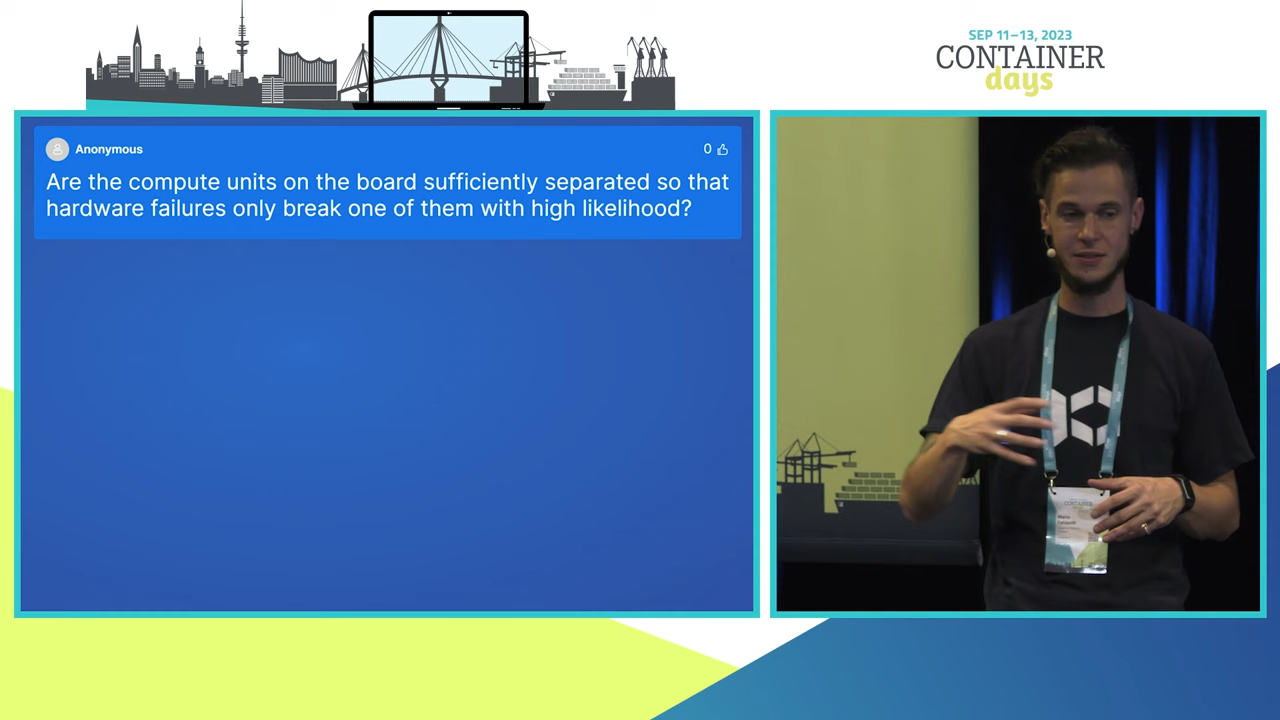 SEP 11–13, 2023
CONTAINER
days
Anonymous
0
Are the compute units on the board sufficiently separated so that
hardware failures only break one of them with high likelihood?
CONTAINER